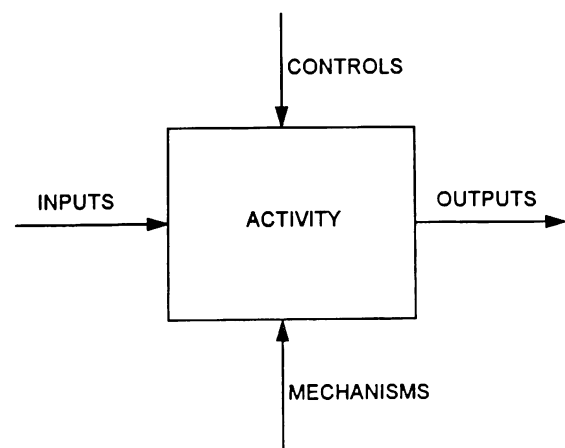 CONTROLS
INPUTS
ACTIVITY
OUTPUTS
MECHANISMS